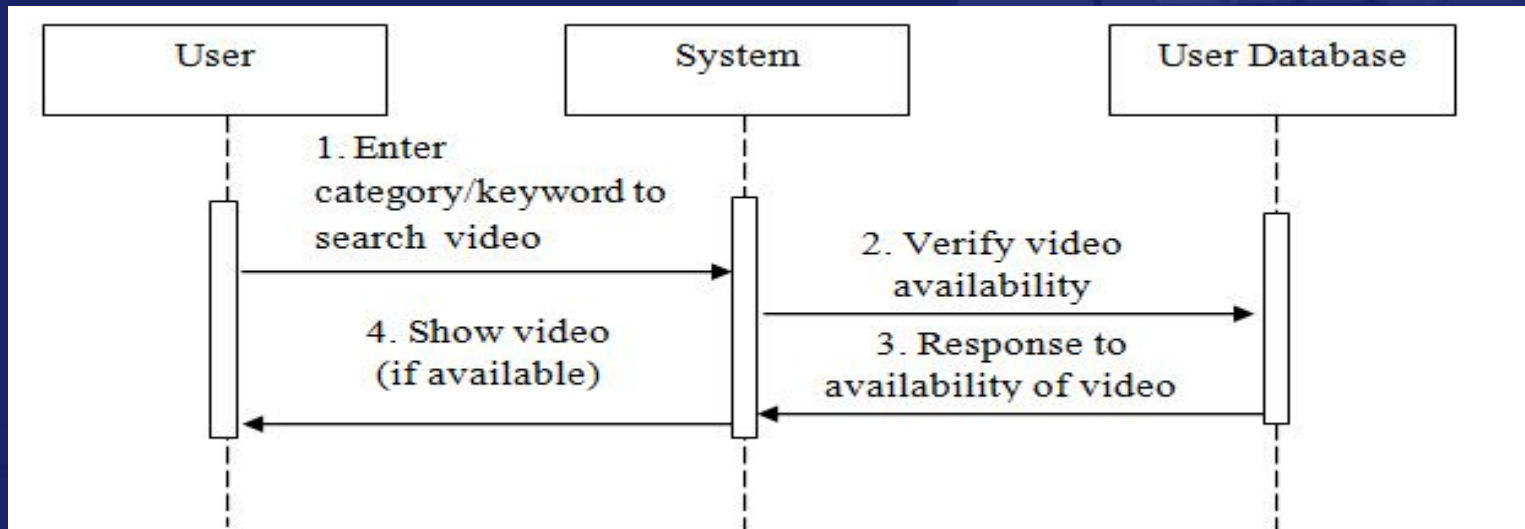 User
System
User Database
1. Enter
category/keyword to
search video
2. Verify video
availability
4. Show video
(if available)
3. Response to
availability of video